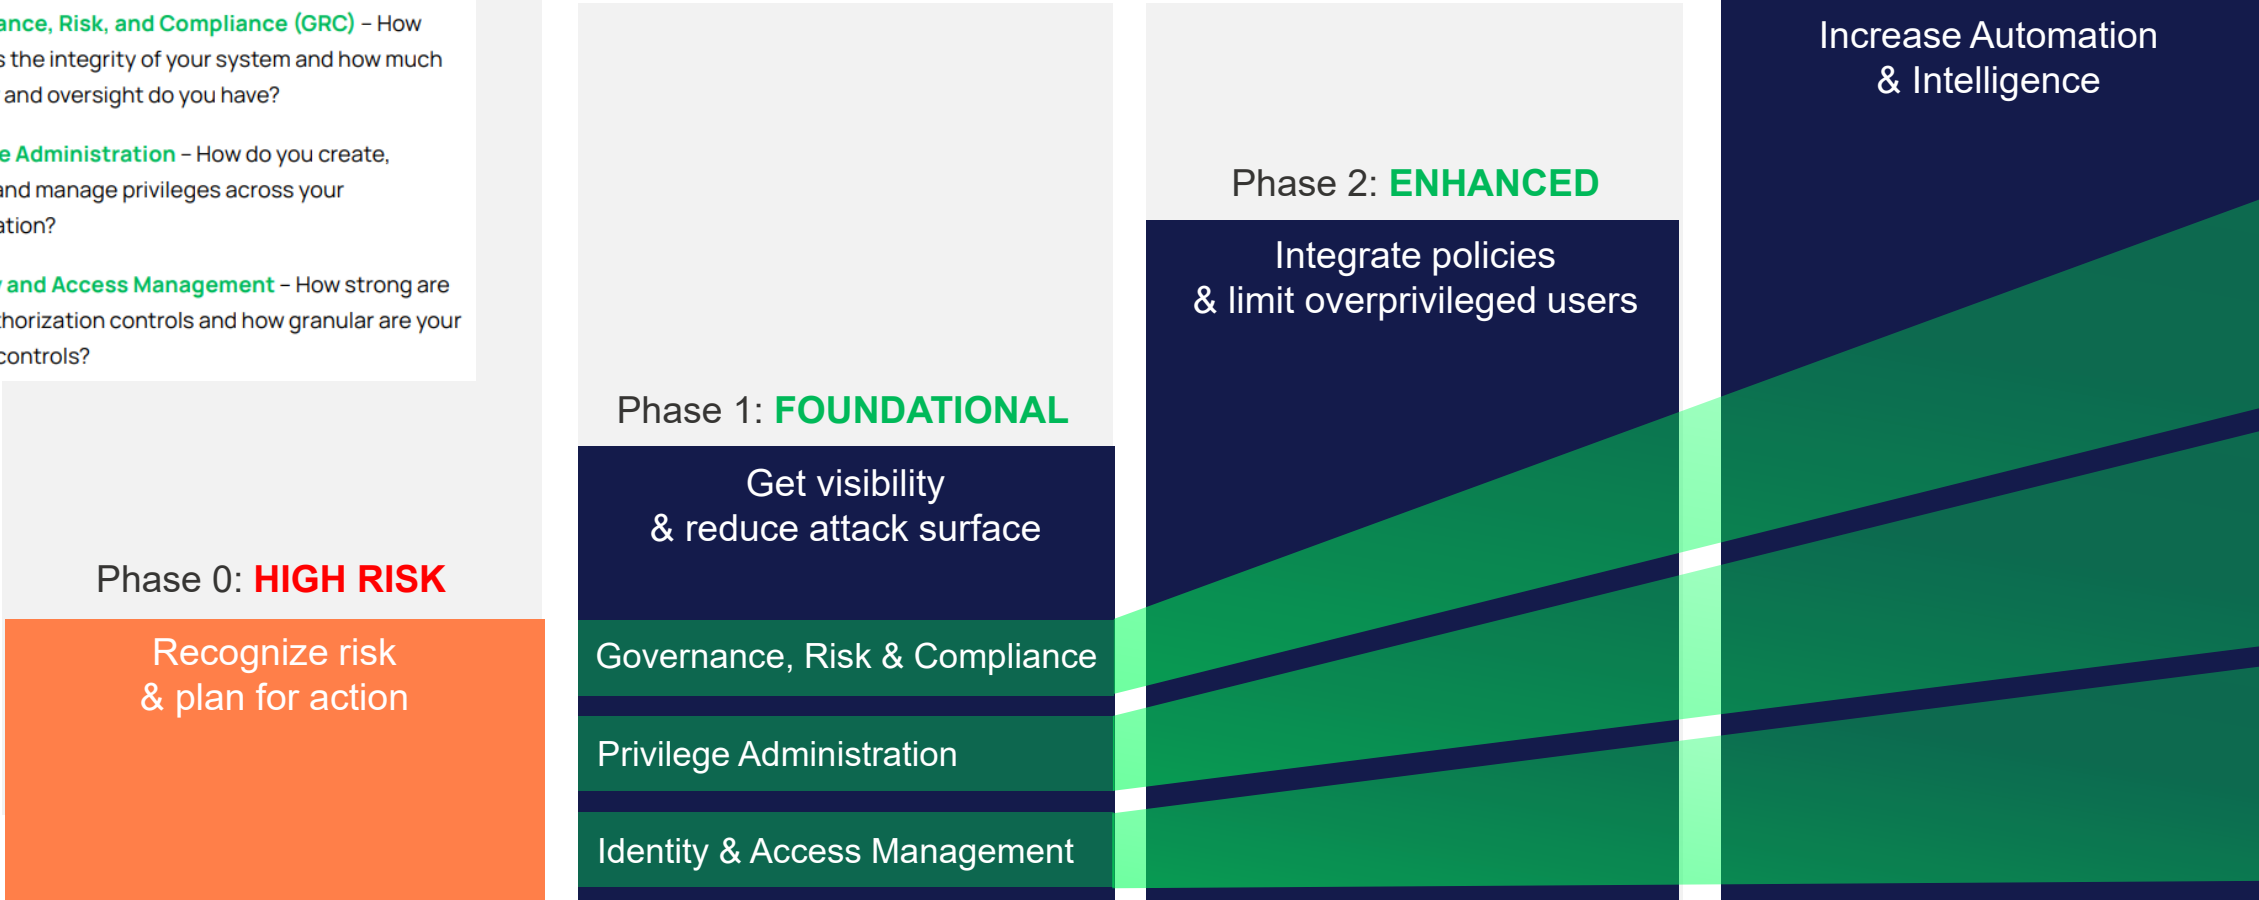 ance, Risk, and Compliance (GRC) – How
s the integrity of your system and how much
and oversight do you have?
e Administration – How do you create,
and manage privileges across your
ation?
y and Access Management – How strong are
thorization controls and how granular are your
controls?
Phase 0: HIGH RISK
Recognize risk
& plan for action
Phase 1: FOUNDATIONAL
Get visibility
& reduce attack surface
Governance, Risk & Compliance
Privilege Administration
Identity & Access Management
Phase 2: ENHANCED
Integrate policies
& limit overprivileged users
Increase Automation
& Intelligence